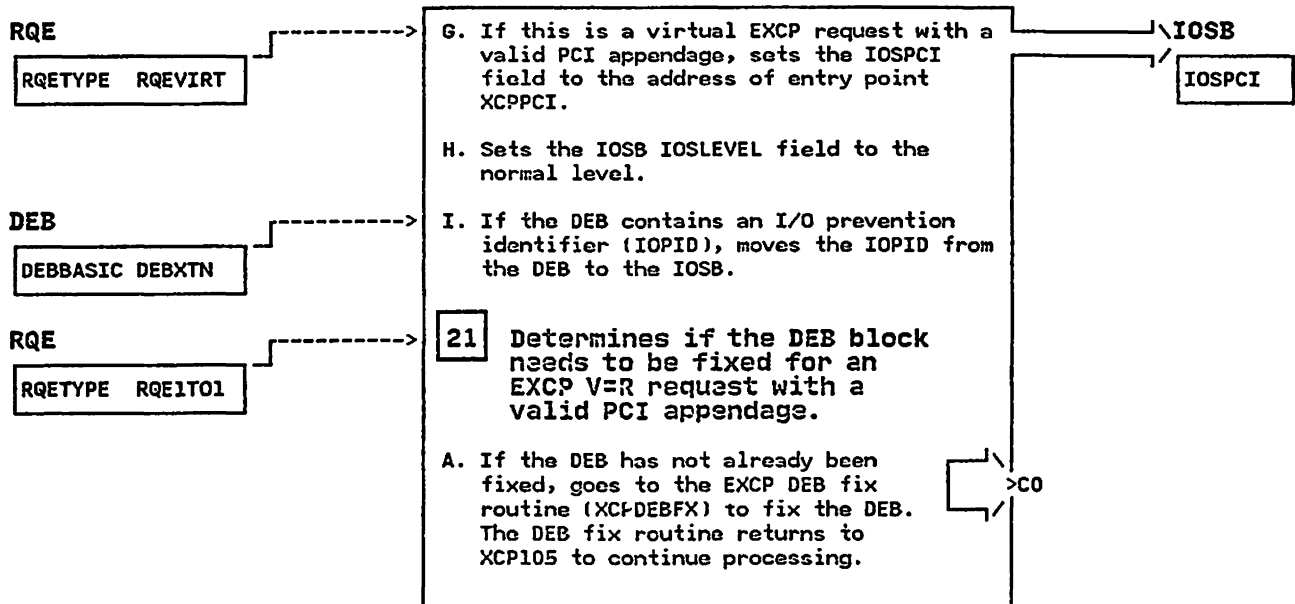 RQE
RQETYPE RQEVIRT
G. If this is a virtual EXCP request with a
valid PCI appendage, sets the IOSPCI
field to the address of entry point
XCPPCI.
IOSB
IOSPCI
H. Sets the IOSB IOSLEVEL field to the
normal level.
DEB
DEBBASIC DEBXTN
I. If the DEB contains an I/O prevention
identifier (IOPID), moves the IOPID from
the DEB to the IOSB.
RQE
RQETYPE RQE1TO1
21 Determines if the DEB block
needs to be fixed for an
EXCP V=R request with a
valid PCI appendage.
A. If the DEB has not already been
fixed, goes to the EXCP DEB fix
routine (XCPDEBFX) to fix the DEB.
The DEB fix routine returns to
XCP105 to continue processing.
>CO